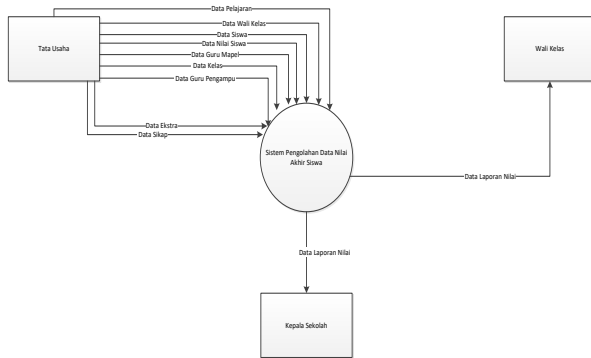 Data Pelajaran
Data Wali Kelas
Data Siswa
Data Nilai Siswa
Data Guru Mapel
Data Kelas
Data Guru Pengampu
Tata Usaha
Wali Kelas
Data Ekstra
Data Sikap
Sistem Pengolahan Data Nilai
Akhir Siswa
Data Laporan Nilai
Data Laporan Nilai
Kepala Sekolah